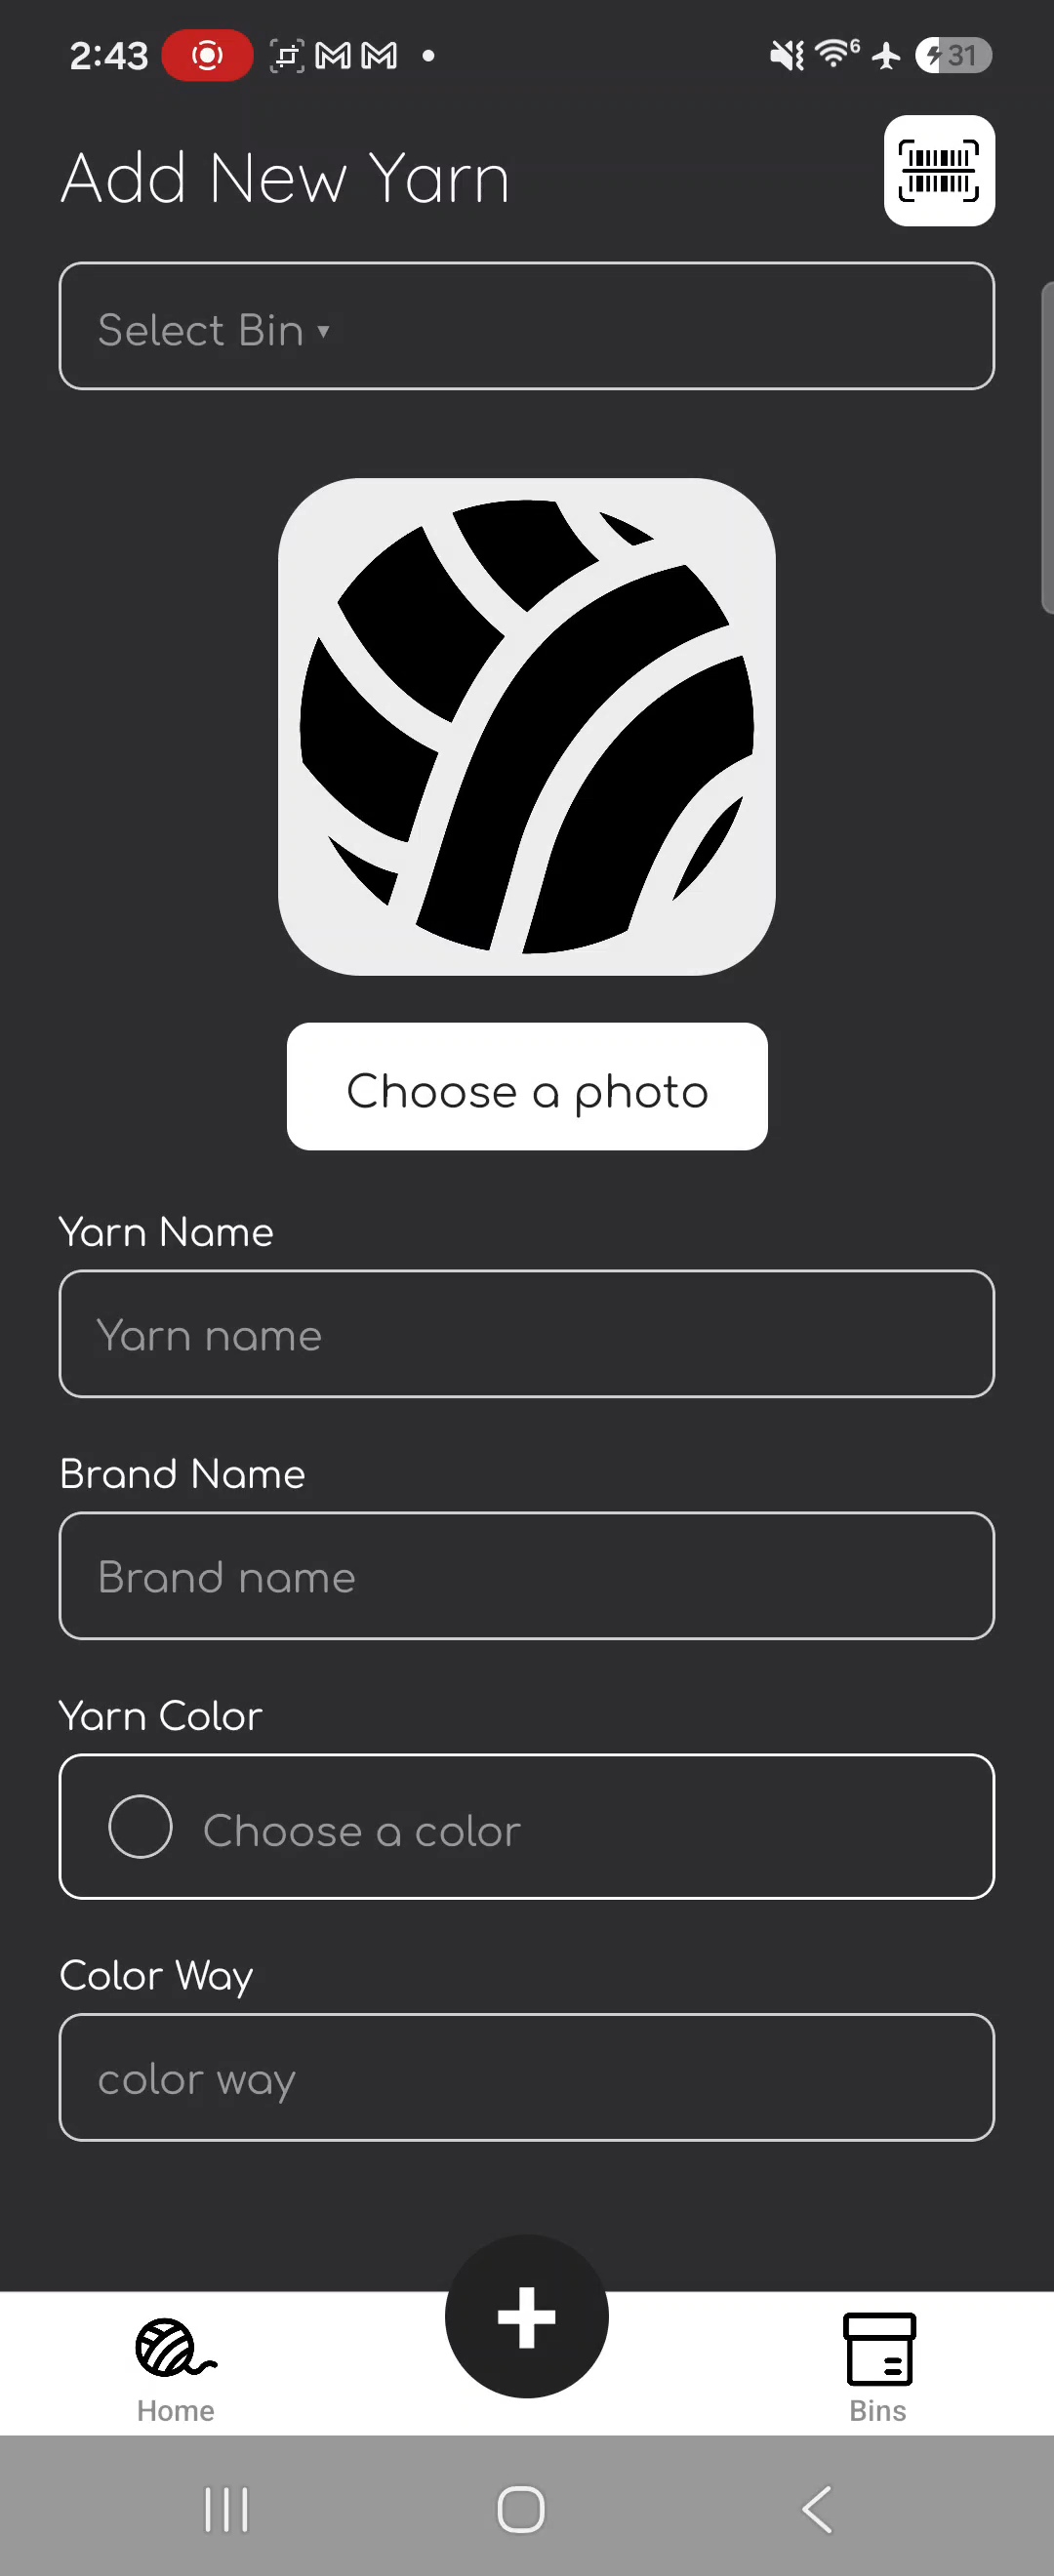 2:43
6
31
Add New Yarn
Select Bin ▾
Choose a photo
Yarn Name
Yarn name
Brand Name
Brand name
Yarn Color
Choose a color
Color Way
color way
Home
Bins